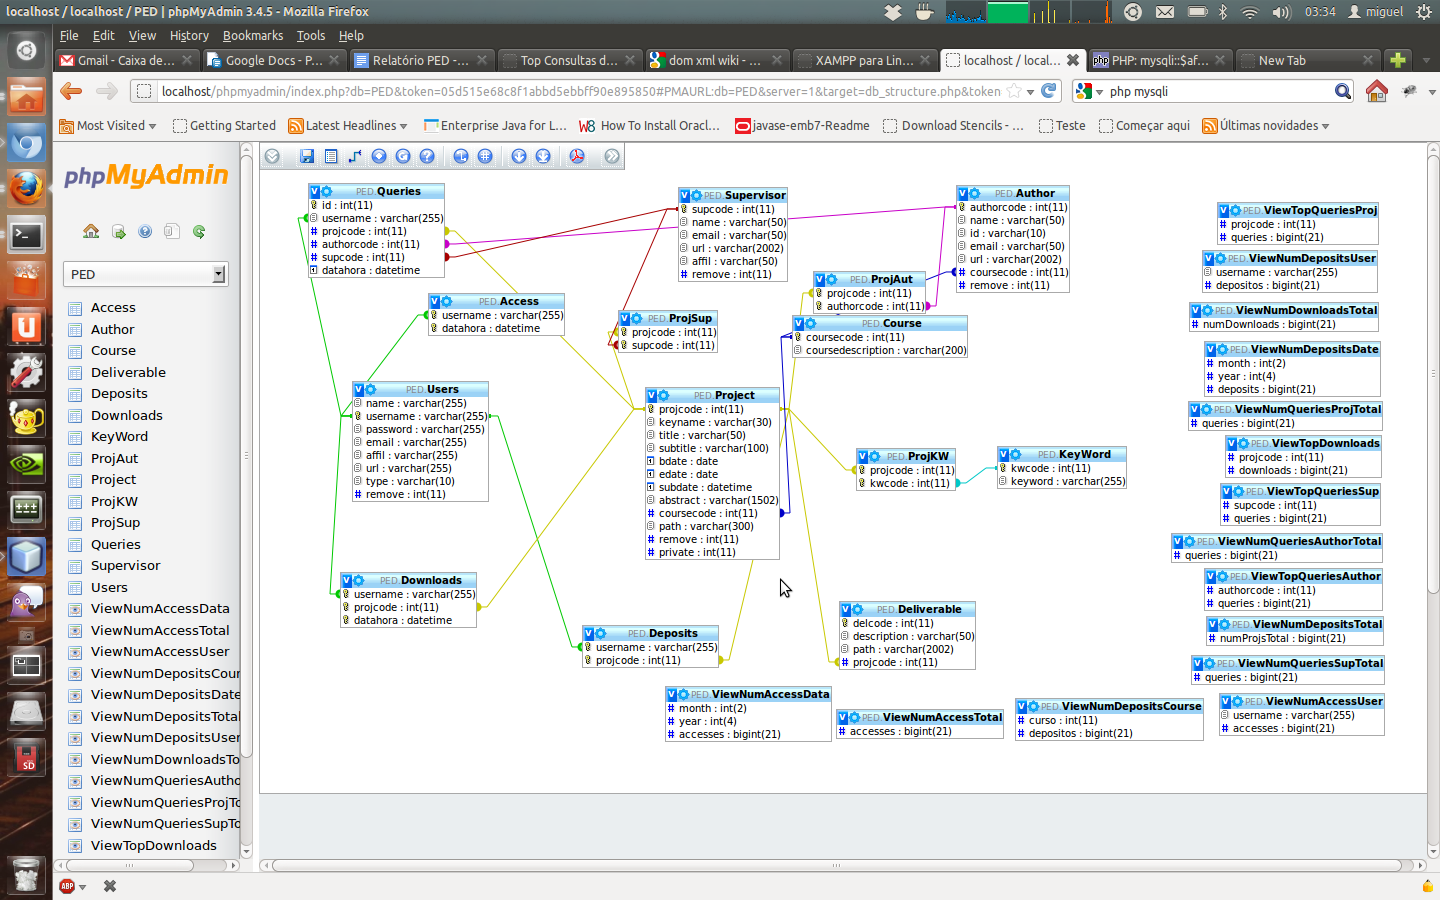 localhost / localhost / PED | phpMyAdmin 3.4.5 - Mozilla Firefox
03:34
miguel
File Edit View History Bookmarks Tools Help
Gmail - Caixa de...
Google Docs - P...
Relatório PED -...
Top Consultas d...
dom xml wiki - ...
XAMPP para Lin...
localhost / local...
php PHP: mysqli::$af...
New Tab
localhost/phpmyadmin/index.php?db=PED&token=05d515e68c8f1abbd5ebbff90e895850#PMAURL:db=PED&server=1&target=db_structure.php&token
php mysqli
Most Visited
Getting Started
Latest Headlines
Enterprise Java for L...
W8 How To Install Oracl...
javase-emb7-Readme
Download Stencils - ...
Teste
Começar aqui
Últimas novidades
phpMyAdmin
PED
Access
Author
Course
Deliverable
Deposits
Downloads
KeyWord
ProjAut
Project
ProjKW
ProjSup
Queries
Supervisor
Users
ViewNumAccessData
ViewNumAccessTotal
ViewNumAccessUser
ViewNumDepositsCour
ViewNumDepositsDate
ViewNumDepositsTotal
ViewNumDepositsUser
ViewNumDownloadsTo
ViewNumQueriesAutho
ViewNumQueriesProjTo
ViewNumQueriesSupTo
ViewTopDownloads
PED.Queries
id : int(11)
username : varchar(255)
projcode : int(11)
authorcode : int(11)
supcode : int(11)
datahora : datetime
PED.Supervisor
supcode : int(11)
name : varchar(50)
email : varchar(50)
url : varchar(2002)
affil : varchar(50)
remove : int(11)
PED.Author
authorcode : int(11)
name : varchar(50)
id : varchar(10)
email : varchar(50)
url : varchar(2002)
coursecode : int(11)
remove : int(11)
PED.ProjAut
projcode : int(11)
authorcode : int(11)
PED.Access
username : varchar(255)
datahora : datetime
PED.ProjSup
projcode : int(11)
supcode : int(11)
PED.Course
coursecode : int(11)
coursedescription : varchar(200)
PED.Users
name : varchar(255)
username : varchar(255)
password : varchar(255)
email : varchar(255)
affil : varchar(255)
url : varchar(255)
type : varchar(10)
remove : int(11)
PED.Project
projcode : int(11)
keyname : varchar(30)
title : varchar(50)
subtitle : varchar(100)
bdate : date
edate : date
subdate : datetime
abstract : varchar(1502)
coursecode : int(11)
path : varchar(300)
remove : int(11)
private : int(11)
PED.ProjKW
projcode : int(11)
kwcode : int(11)
PED.KeyWord
kwcode : int(11)
keyword : varchar(255)
PED.Downloads
username : varchar(255)
projcode : int(11)
datahora : datetime
PED.Deposits
username : varchar(255)
projcode : int(11)
PED.Deliverable
delcode : int(11)
description : varchar(50)
path : varchar(2002)
projcode : int(11)
PED.ViewNumAccessData
month : int(2)
year : int(4)
accesses : bigint(21)
PED.ViewNumAccessTotal
accesses : bigint(21)
PED.ViewNumDepositsCourse
curso : int(11)
depositos : bigint(21)
PED.ViewTopQueriesProj
projcode : int(11)
queries : bigint(21)
PED.ViewNumDepositsUser
username : varchar(255)
depositos : bigint(21)
PED.ViewNumDownloadsTotal
numDownloads : bigint(21)
PED.ViewNumDepositsDate
month : int(2)
year : int(4)
deposits : bigint(21)
PED.ViewNumQueriesProjTotal
queries : bigint(21)
PED.ViewTopDownloads
projcode : int(11)
downloads : bigint(21)
PED.ViewTopQueriesSup
supcode : int(11)
queries : bigint(21)
PED.ViewNumQueriesAuthorTotal
queries : bigint(21)
PED.ViewTopQueriesAuthor
authorcode : int(11)
queries : bigint(21)
PED.ViewNumDepositsTotal
numProjsTotal : bigint(21)
PED.ViewNumQueriesSupTotal
queries : bigint(21)
PED.ViewNumAccessUser
username : varchar(255)
accesses : bigint(21)
SD
ABP